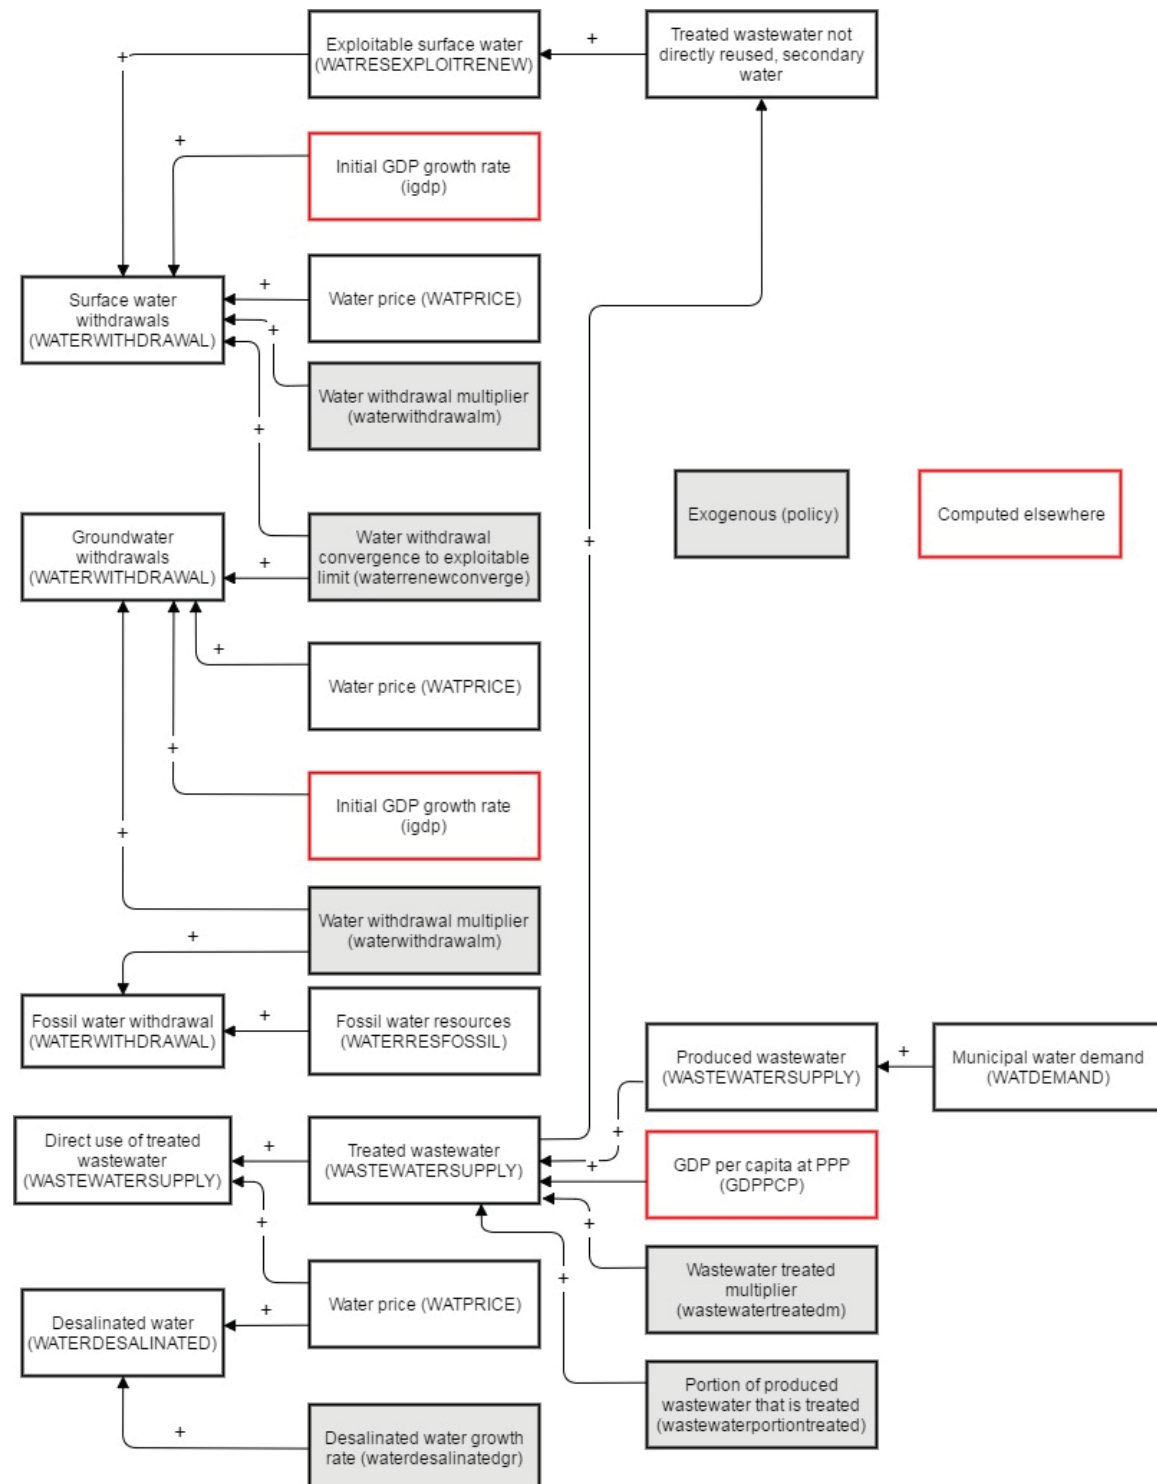 Exploitable surface water
(WATRESEXPLOITRENEW)
+
Treated wastewater not
directly reused, secondary
water
+
+
Initial GDP growth rate
(igdp)
Surface water
withdrawals
(WATERWITHDRAWAL)
+
Water price (WATPRICE)
+
Water withdrawal multiplier
(waterwithdrawalm)
+
Groundwater
withdrawals
(WATERWITHDRAWAL)
+
Water withdrawal
convergence to exploitable
limit (waterrenewconverge)
+
Exogenous (policy)
Computed elsewhere
+
Water price (WATPRICE)
+
Initial GDP growth rate
(igdp)
+
Water withdrawal multiplier
(waterwithdrawalm)
+
Fossil water withdrawal
(WATERWITHDRAWAL)
+
Fossil water resources
(WATERRESFOSSIL)
Produced wastewater
(WASTEWATERSUPPLY)
+
Municipal water demand
(WATDEMAND)
Direct use of treated
wastewater
(WASTEWATERSUPPLY)
+
Treated wastewater
(WASTEWATERSUPPLY)
+
+
GDP per capita at PPP
(GDPPCP)
+
+
Wastewater treated
multiplier
(wastewatertreatedm)
+
Desalinated water
(WATERDESALINATED)
+
Water price (WATPRICE)
Portion of produced
wastewater that is treated
(wastewaterportiontreated)
+
Desalinated water growth
rate (waterdesalinatedgr)